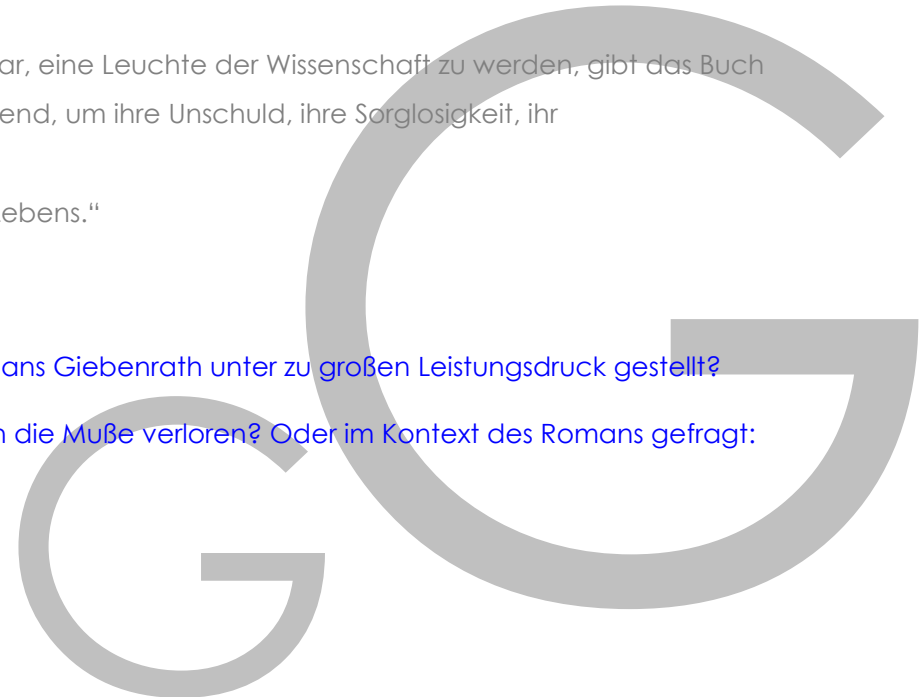 ar, eine Leuchte der Wissenschaft zu werden, gibt das Buch
end, um ihre Unschuld, ihre Sorglosigkeit, ihr
ebens.“
ans Giebenrath unter zu großen Leistungsdruck gestellt?
n die Muße verloren? Oder im Kontext des Romans gefragt:
G
G